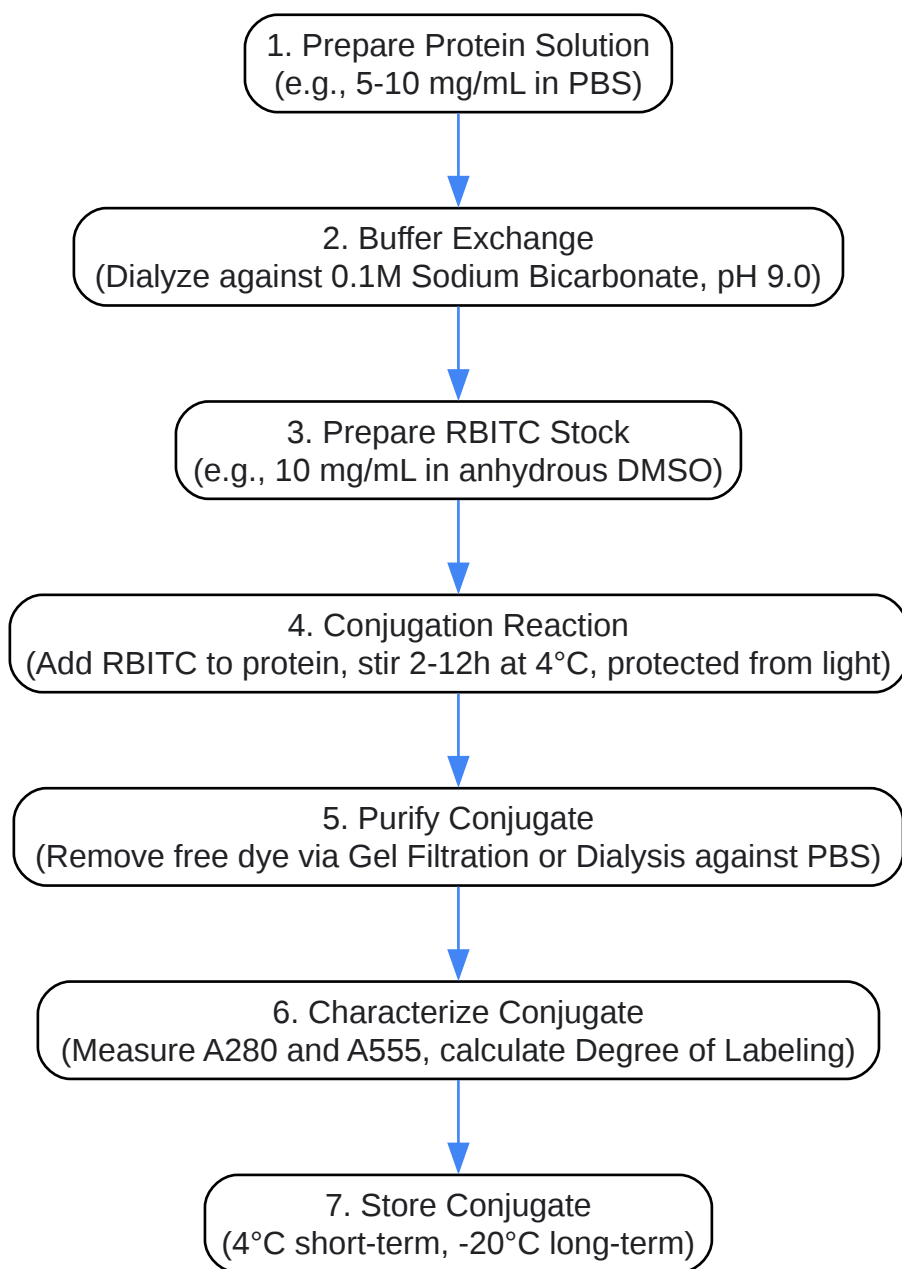 1. Prepare Protein Solution
(e.g., 5-10 mg/mL in PBS)
2. Buffer Exchange
(Dialyze against 0.1M Sodium Bicarbonate, pH 9.0)
3. Prepare RBITC Stock
(e.g., 10 mg/mL in anhydrous DMSO)
4. Conjugation Reaction
(Add RBITC to protein, stir 2-12h at 4°C, protected from light)
5. Purify Conjugate
(Remove free dye via Gel Filtration or Dialysis against PBS)
6. Characterize Conjugate
(Measure A280 and A555, calculate Degree of Labeling)
7. Store Conjugate
(4°C short-term, -20°C long-term)